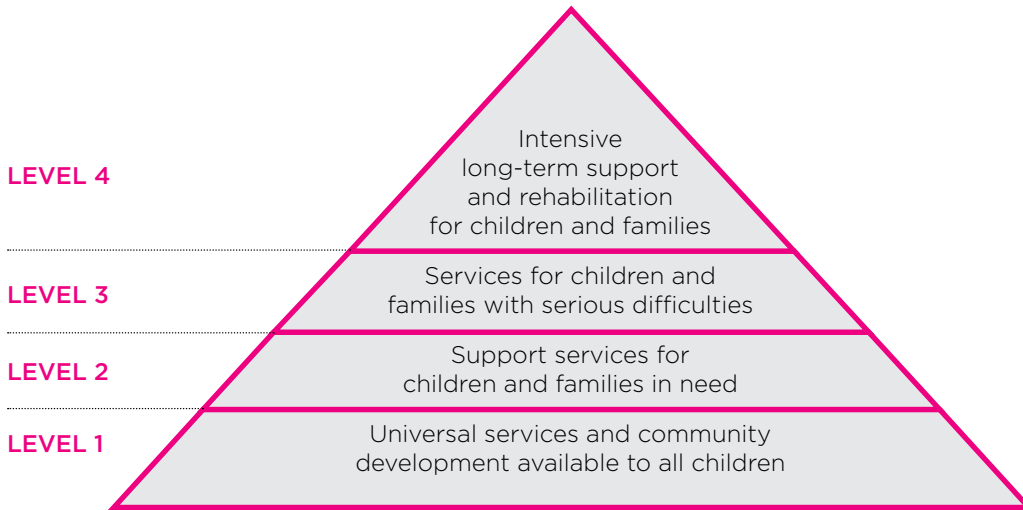 LEVEL 4
Intensive
long-term support
and rehabilitation
for children and families
LEVEL 3
Services for children and
families with serious difficulties
LEVEL 2
Support services for
children and families in need
LEVEL 1
Universal services and community
development available to all children